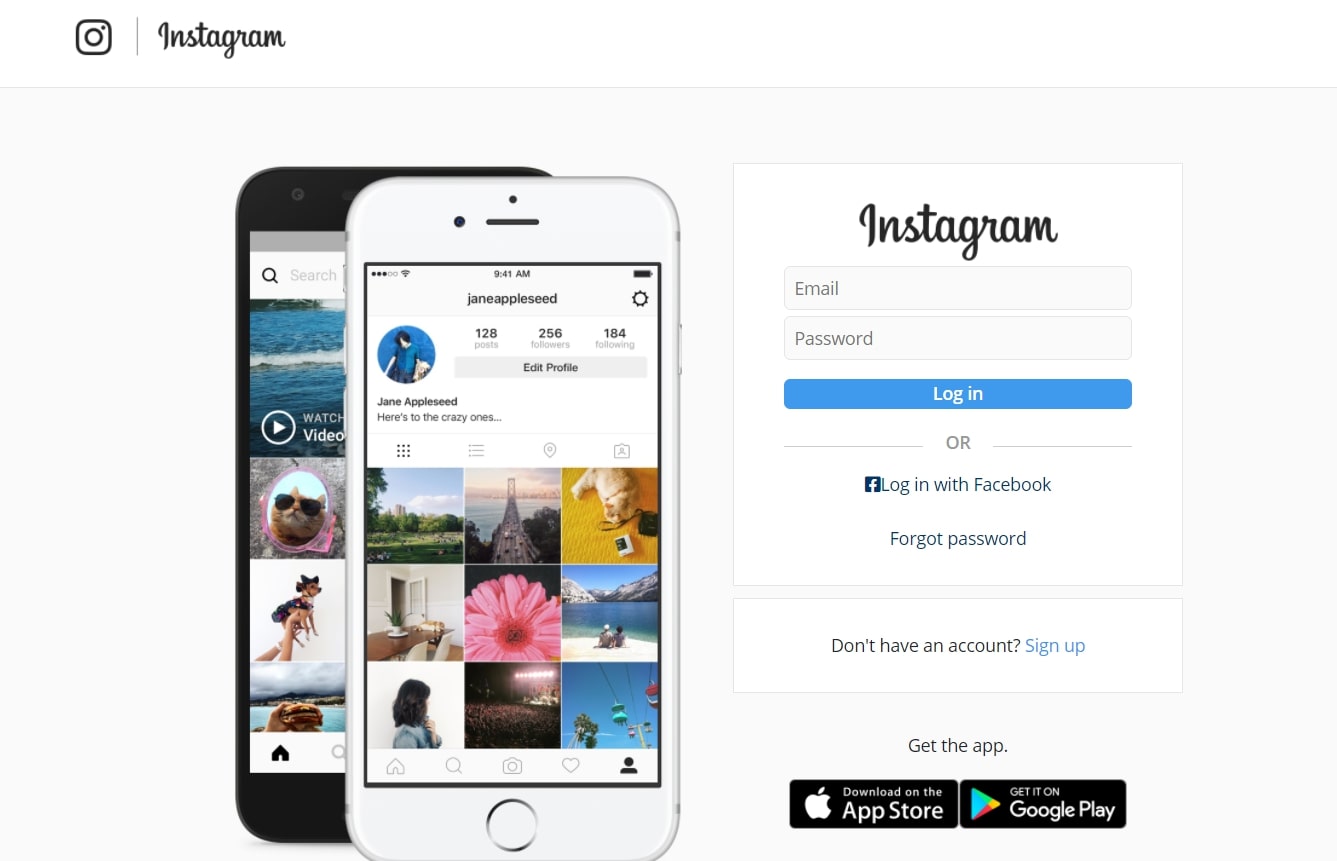 Instagram
Search
WATCH
Video
9:41 AM
janeappleseed
128 256 184
posts followers following
Edit Profile
Jane Appleseed
Here's to the crazy ones...
Instagram
Email
Password
Log in
OR
Log in with Facebook
Forgot password
Don't have an account? Sign up
Get the app.
Download on the
App Store
GET IT ON
Google Play